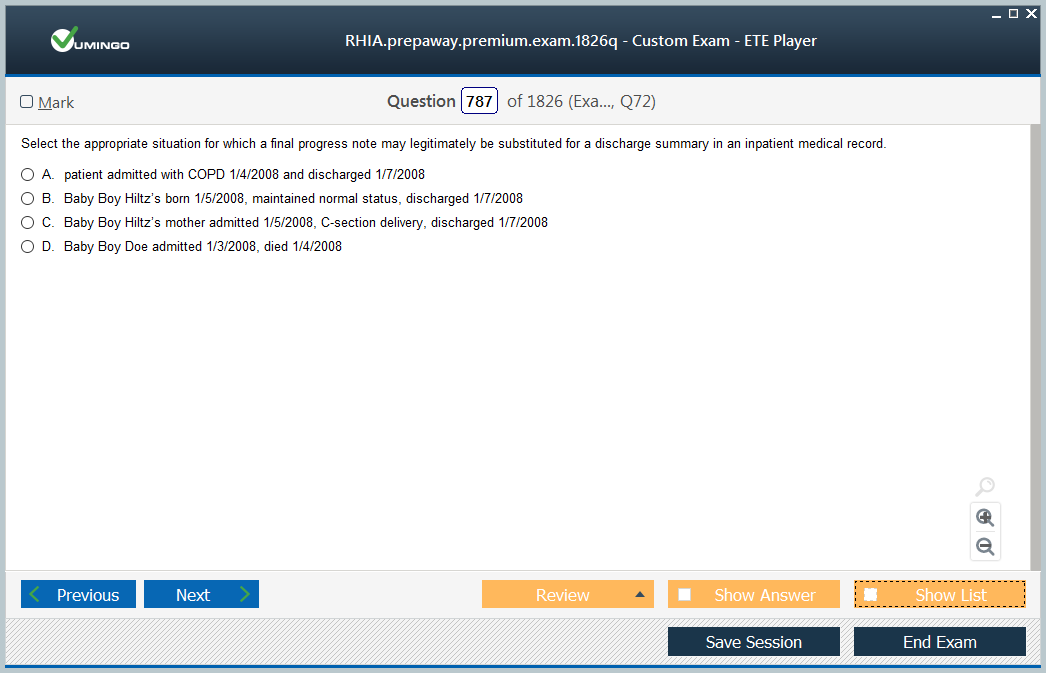 VUMINGO
RHIA.prepaway.premium.exam.1826q - Custom Exam - ETE Player
Mark
Question 787 of 1826 (Exa..., Q72)
Select the appropriate situation for which a final progress note may legitimately be substituted for a discharge summary in an inpatient medical record.
A. patient admitted with COPD 1/4/2008 and discharged 1/7/2008
B. Baby Boy Hiltz's born 1/5/2008, maintained normal status, discharged 1/7/2008
C. Baby Boy Hiltz's mother admitted 1/5/2008, C-section delivery, discharged 1/7/2008
D. Baby Boy Doe admitted 1/3/2008, died 1/4/2008
Previous Next Review Show Answer Show List
Save Session End Exam